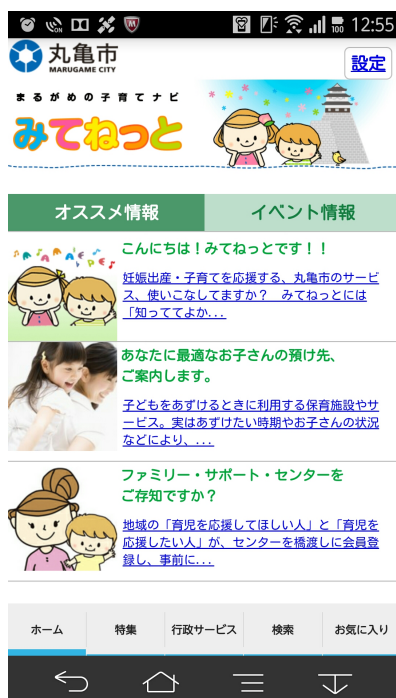 12:55
ON
100
丸亀市
MARUGAME CITY
設定
まるがめの子育てナビ
みてねっと
オススメ情報
イベント情報
こんにちは！みてねっとです！！
妊娠出産・子育てを応援する、丸亀市のサービ
ス、使いこなしてますか？　みてねっとには
「知っててよか...
あなたに最適なお子さんの預け先、
ご案内します。
子どもをあずけるときに利用する保育施設やサ
ービス。実はあずけたい時期やお子さんの状況
などにより、...
ファミリー・サポート・センターを
ご存知ですか？
地域の「育児を応援してほしい人」と「育児を
応援したい人」が、センターを橋渡しに会員登
録し、事前に...
ホーム
特集
行政サービス
検索
お気に入り